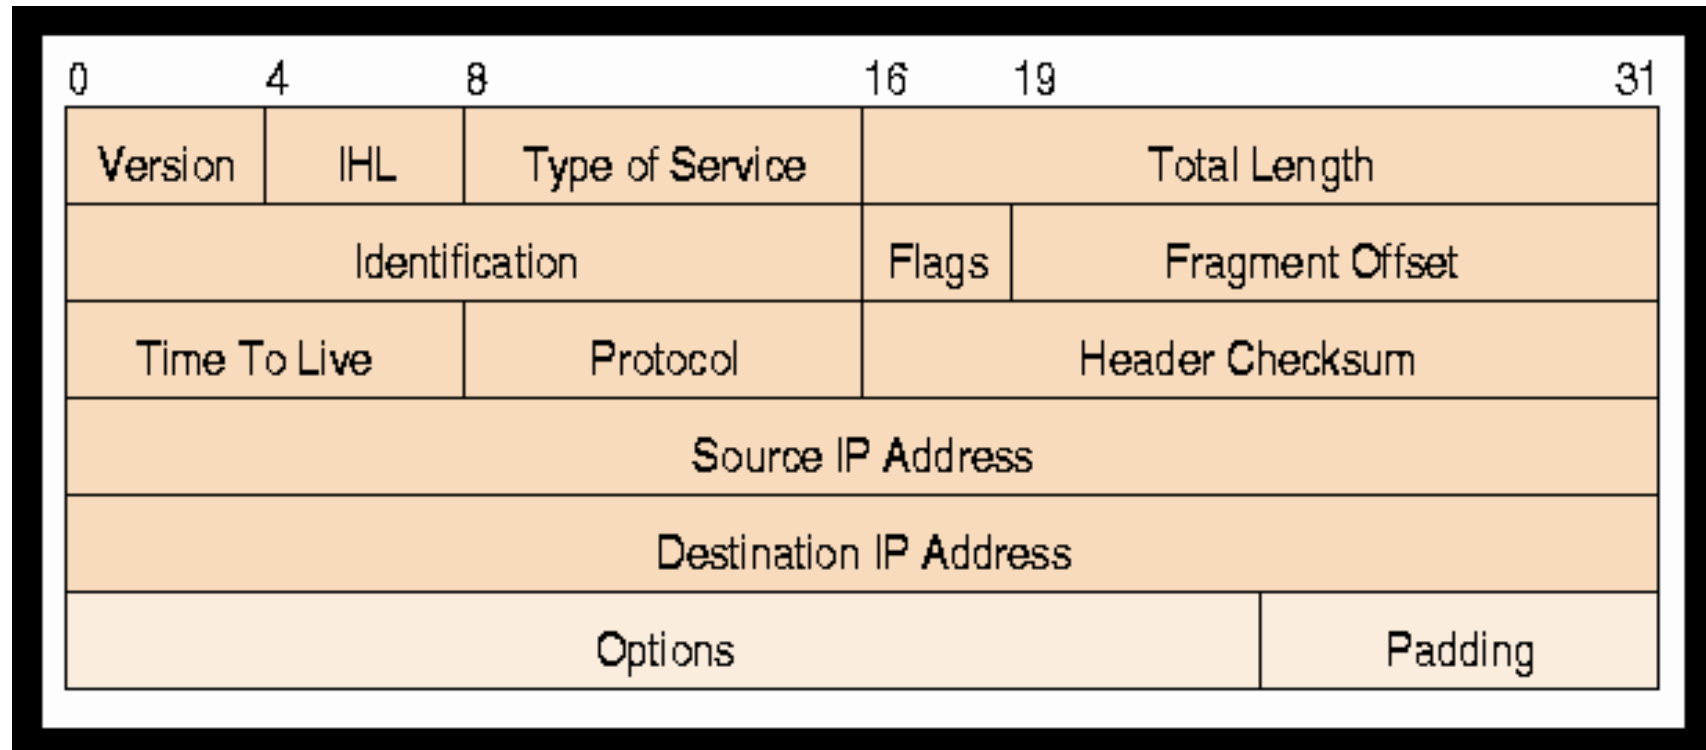 0 4 8 16 19 31
Version IHL Type of Service Total Length
Identification Flags Fragment Offset
Time To Live Protocol Header Checksum
Source IP Address
Destination IP Address
Options Padding